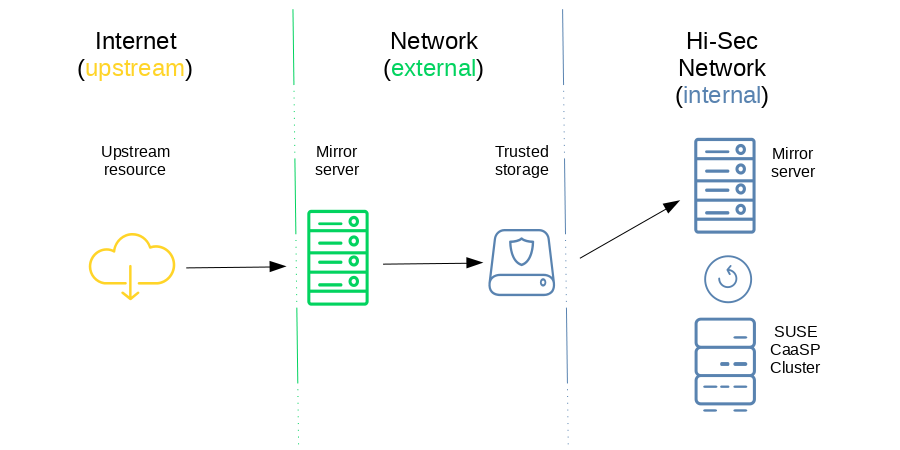 Internet
(upstream)
Network
(external)
Hi-Sec
Network
(internal)
Upstream
resource
Mirror
server
Trusted
storage
Mirror
server
SUSE
CaaSP
Cluster